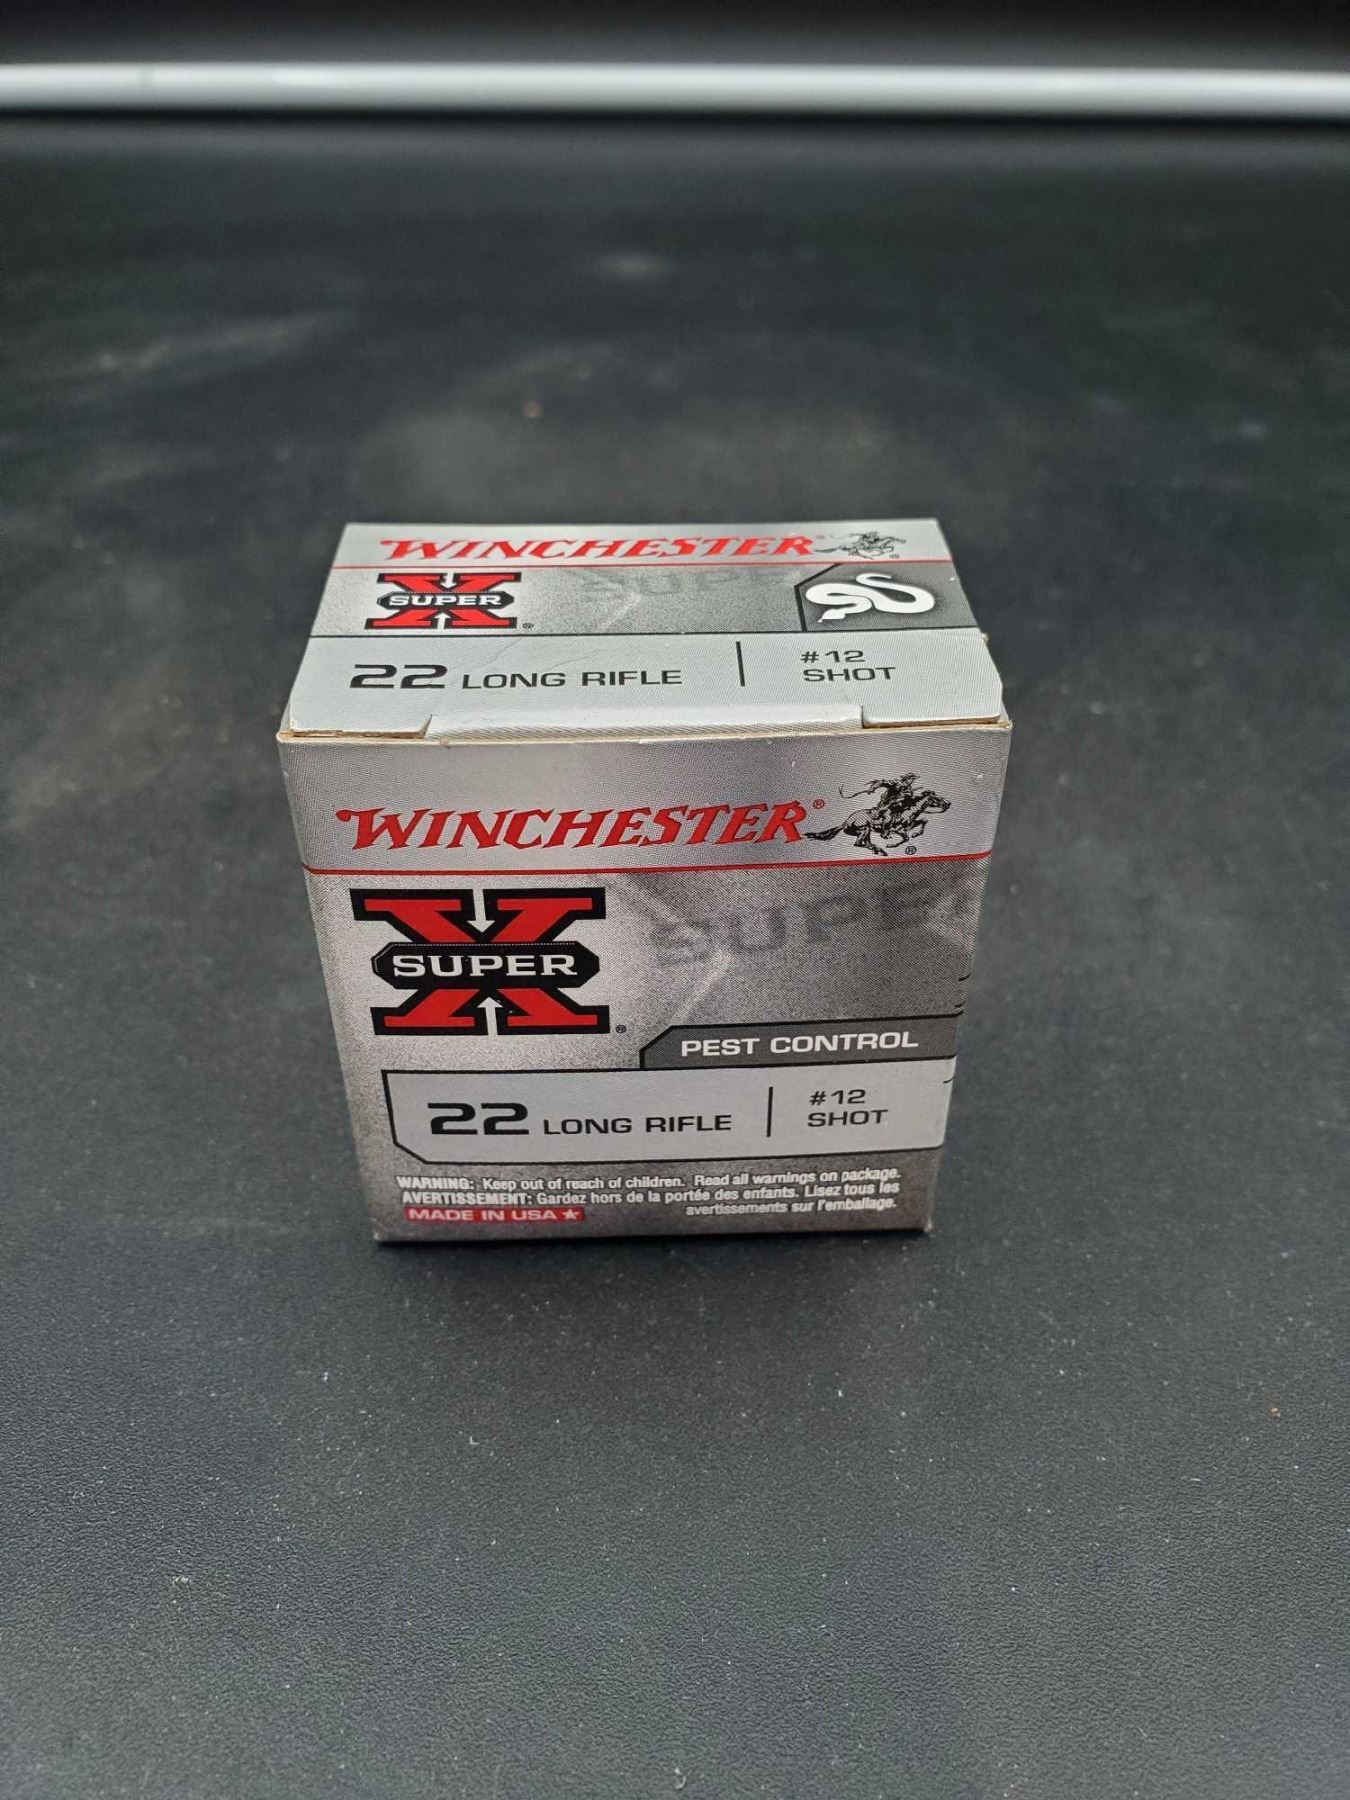 WINCHESTER
SUPER
X SUPER ®
22 LONG RIFLE
#12
SHOT
WINCHESTER®
SUPER
X SUPER ®
PEST CONTROL
22 LONG RIFLE
#12
SHOT
WARNING: Keep out of reach of children. Read all warnings on package.
AVERTISSEMENT: Gardez hors de la portée des enfants. Lisez tous les
avertissements sur l'emballage.
MADE IN USA ★